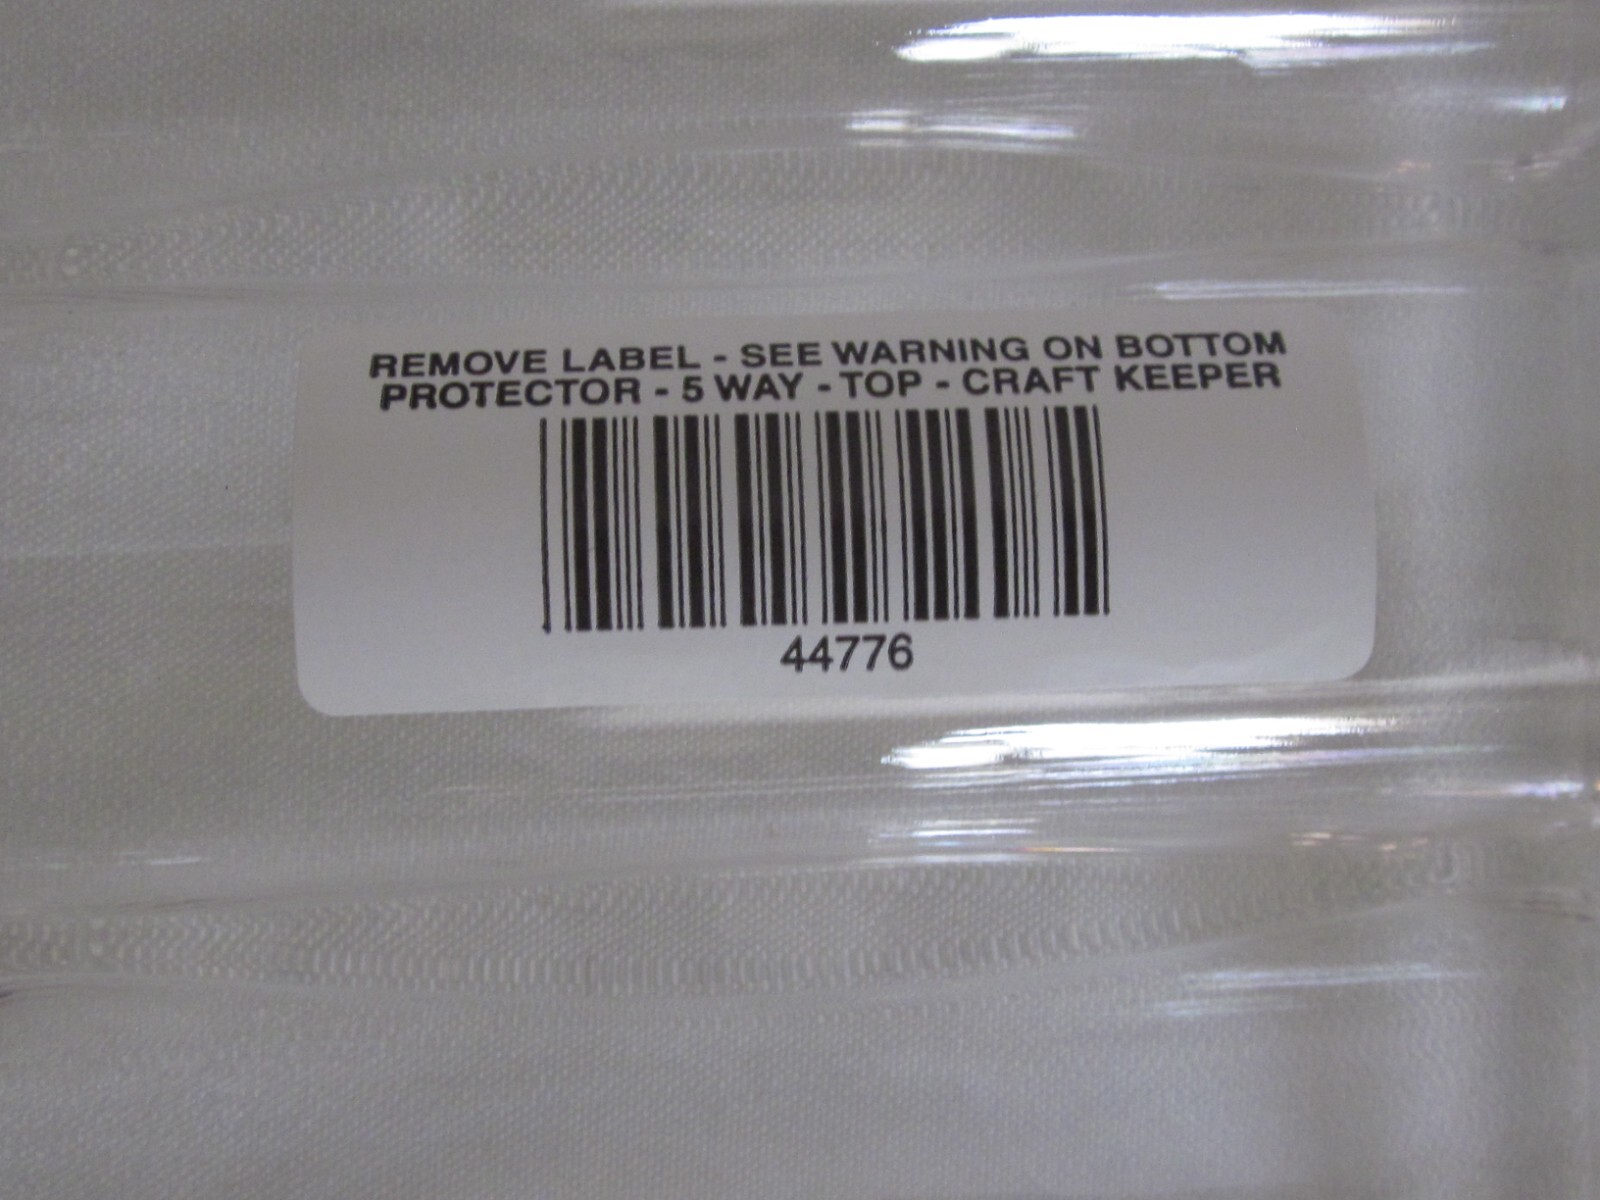 REMOVE LABEL - SEE WARNING ON BOTTOM
PROTECTOR - 5 WAY - TOP - CRAFT KEEPER
44776